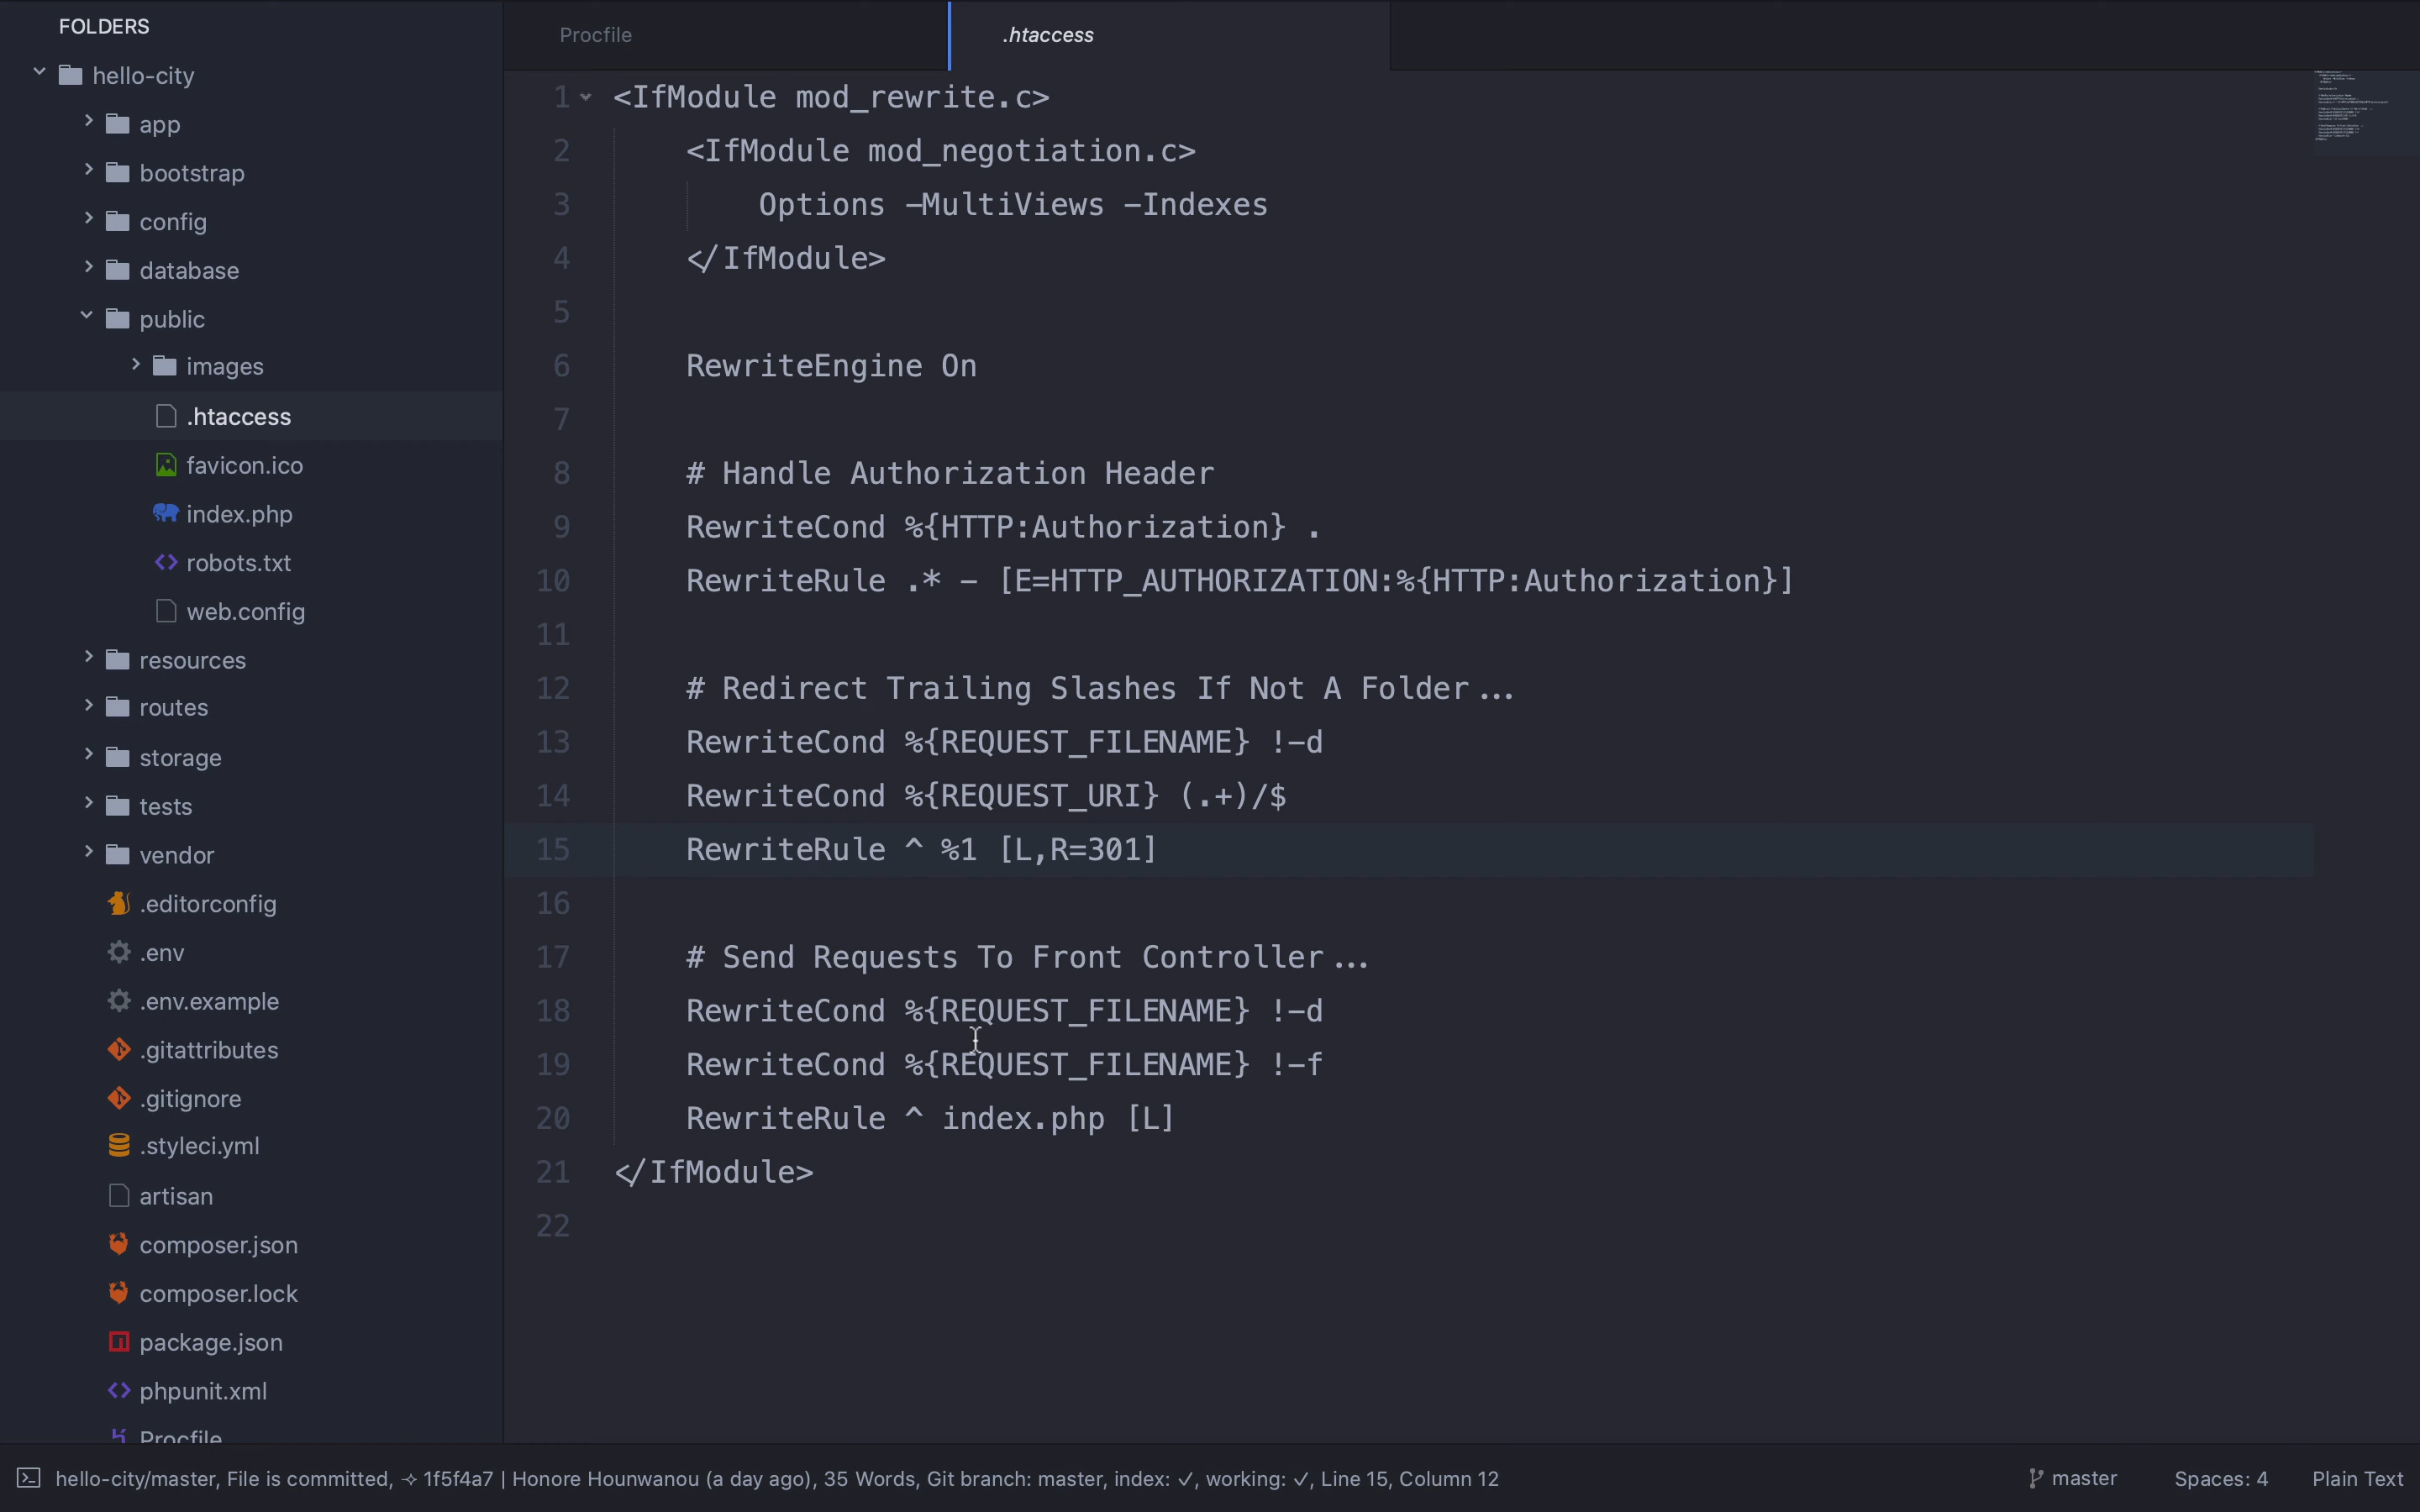 FOLDERS
hello-city
app
bootstrap
config
database
public
images
.htaccess
favicon.ico
index.php
robots.txt
web.config
resources
routes
storage
tests
vendor
.editorconfig
.env
.env.example
.gitattributes
.gitignore
.styleci.yml
artisan
composer.json
composer.lock
package.json
phpunit.xml
Procfile
Procfile
.htaccess
1 <IfModule mod_rewrite.c>
2 <IfModule mod_negotiation.c>
3 Options -MultiViews -Indexes
4 </IfModule>
5
6 RewriteEngine On
7
8 # Handle Authorization Header
9 RewriteCond %{HTTP:Authorization} .
10 RewriteRule .* - [E=HTTP_AUTHORIZATION:%{HTTP:Authorization}]
11
12 # Redirect Trailing Slashes If Not A Folder...
13 RewriteCond %{REQUEST_FILENAME} !-d
14 RewriteCond %{REQUEST_URI} (.+)/$
15 RewriteRule ^ %1 [L,R=301]
16
17 # Send Requests To Front Controller...
18 RewriteCond %{REQUEST_FILENAME} !-d
19 RewriteCond %{REQUEST_FILENAME} !-f
20 RewriteRule ^ index.php [L]
21 </IfModule>
22
hello-city/master, File is committed, 1f5f4a7 | Honore Hounwanou (a day ago), 35 Words, Git branch: master, index: ✓, working: ✓, Line 15, Column 12
master
Spaces: 4
Plain Text